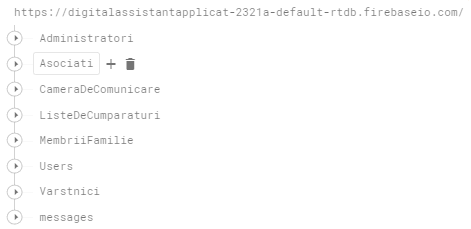 https://digitalassistantapplicat-2321a-default-rtdb.firebaseio.com/
Administratori
Asociati
CameraDeComunicare
ListeDeCumparaturi
MembriiFamilie
Users
Varstnici
messages